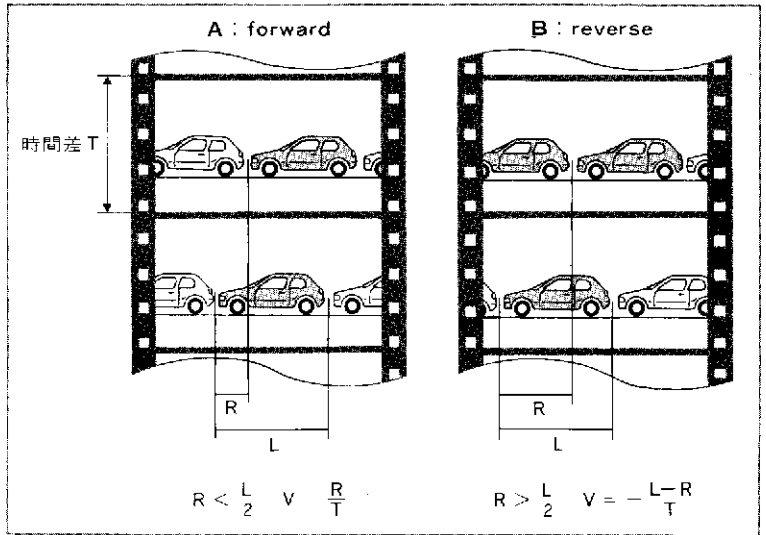 A : forward
B : reverse
時間差 T
R
L
R
L
R < L/2 V R/T
R > L/2 V = − L−R/T